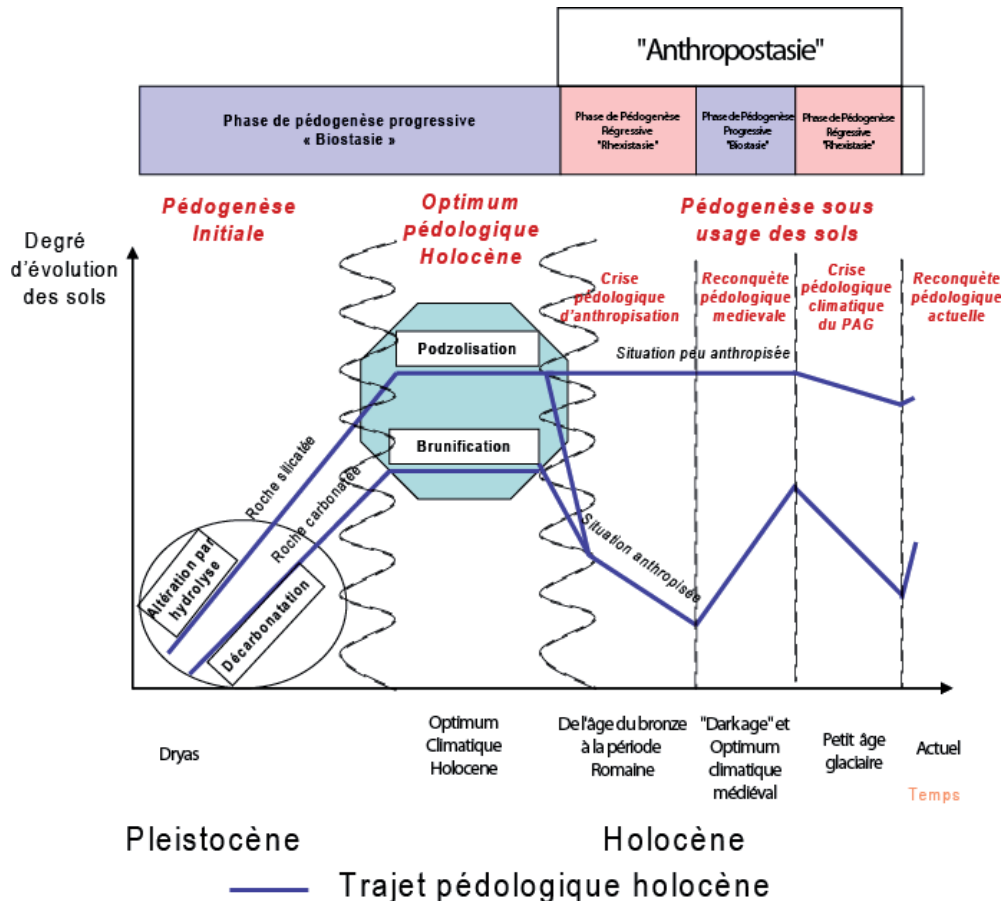 "Anthropostasie"
Phase de pédogenèse progressive
« Biostasie »
Phase de Pédogenèse
Régressive
"Rhexistasie"
Phase de Pédogenèse
Progressive
"Biostasie"
Phase de Pédogenèse
Régressive
"Rhexistasie"
Pédogenèse
Initiale
Optimum
pédologique
Holocène
Pédogenèse sous
usage des sols
Degré
d'évolution
des sols
Crise
pédologique
d'anthropisation
Reconquête
pédologique
medievale
Crise
pédologique
climatique
du PAG
Reconquête
pédologique
actuelle
Podzolisation
Situation peu anthropisée
Brunification
Roche silicatée
Roche carbonatée
Situation anthropisée
Altération par
hydrolyse
Décarbonatation
Dryas
Optimum
Climatique
Holocene
De l'âge du bronze
à la période
Romaine
"Dark age" et
Optimum
climatique
médiéval
Petit âge
glaciaire
Actuel
Temps
Pleistocène
Holocène
Trajet pédologique holocène